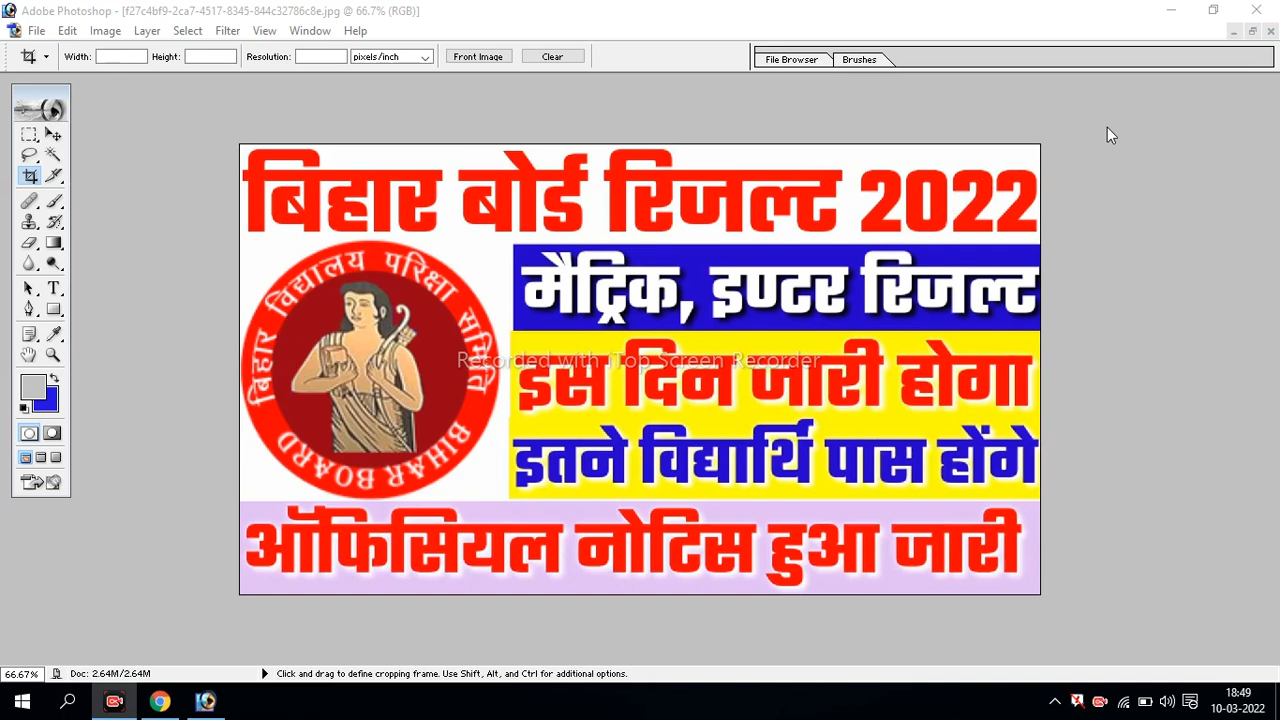 Adobe Photoshop - [f27c4bf9-2ca7-4517-8345-844c32786c8e.jpg @ 66.7% (RGB)]
File Edit Image Layer Select Filter View Window Help
Width: Height: Resolution: pixels/inch Front Image Clear File Browser Brushes
बिहार बोर्ड रिजल्ट 2022
बिहार विद्यालय परिक्षा समिति
BIHAR BOARD
मैट्रिक, इण्टर रिजल्ट
Recorded with iTop Screen Recorder
इस दिन जारी होगा
इतने विद्यार्थि पास होंगे
ऑफिसियल नोटिस हुआ जारी
66.67% Doc: 2.64M/2.64M Click and drag to define cropping frame. Use Shift, Alt, and Ctrl for additional options.
18:49
10-03-2022